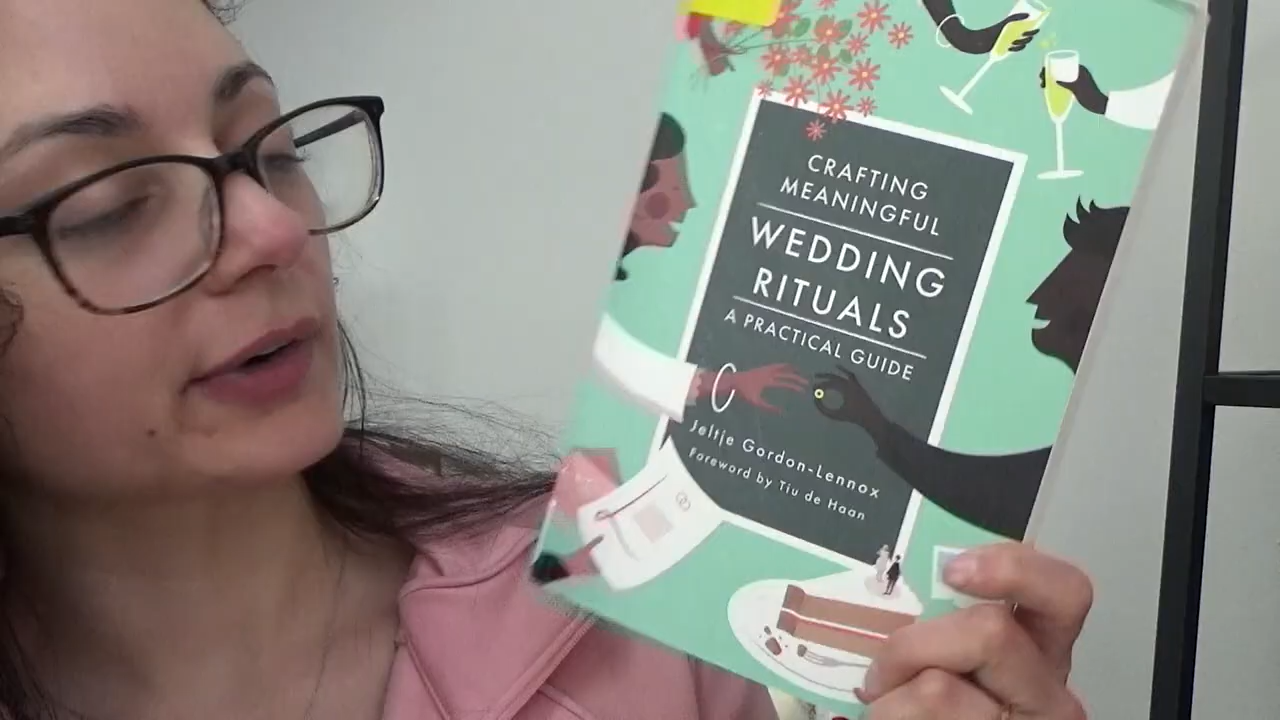 CRAFTING
MEANINGFUL
WEDDING
RITUALS
A PRACTICAL GUIDE
Jeltje Gordon-Lennox
Foreword by Tiu de Haan